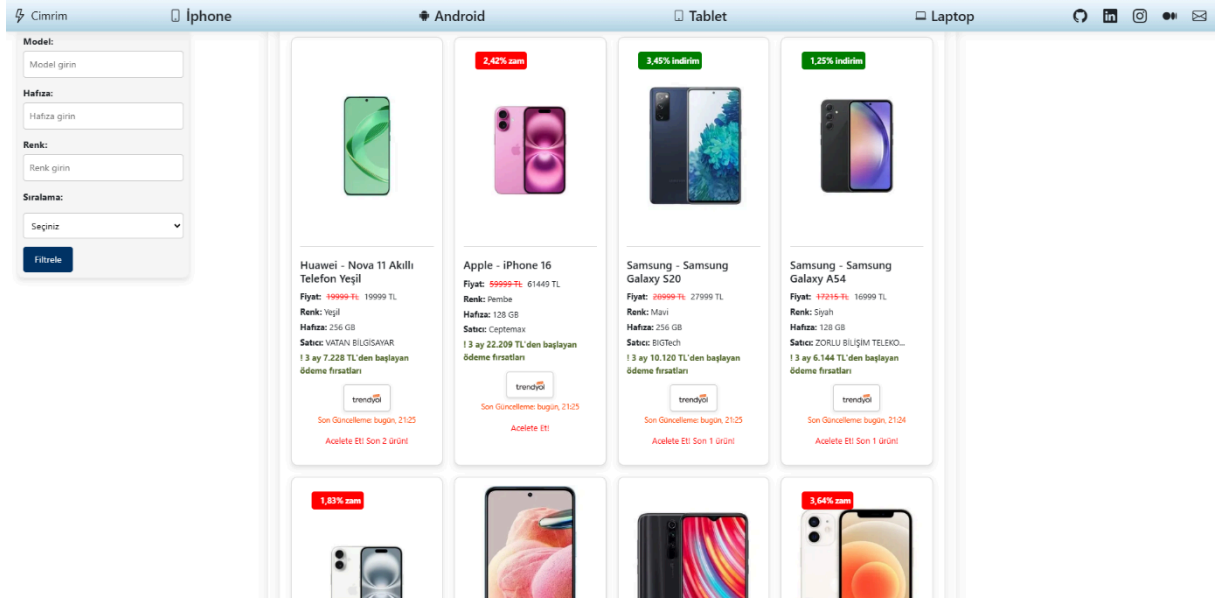 Cimrim
İphone
Android
Tablet
Laptop
Model:
Model girin
Hafıza:
Hafıza girin
Renk:
Renk girin
Sıralama:
Seçiniz
Filtrele
Huawei - Nova 11 Akıllı
Telefon Yeşil
Fiyat: 19999 TL 19999 TL
Renk: Yeşil
Hafıza: 256 GB
Satıcı: VATAN BİLGİSAYAR
! 3 ay 7.228 TL'den başlayan
ödeme fırsatları
trendyol
Son Güncelleme: bugün, 21:25
Acelete Et! Son 2 ürün!
2,42% zam
Apple - iPhone 16
Fiyat: 59999 TL 61449 TL
Renk: Pembe
Hafıza: 128 GB
Satıcı: Ceptemax
! 3 ay 22.209 TL'den başlayan
ödeme fırsatları
trendyol
Son Güncelleme: bugün, 21:25
Acelete Et!
3,45% indirim
Samsung - Samsung
Galaxy S20
Fiyat: 28999 TL 27999 TL
Renk: Mavi
Hafıza: 256 GB
Satıcı: BIGTech
! 3 ay 10.120 TL'den başlayan
ödeme fırsatları
trendyol
Son Güncelleme: bugün, 21:25
Acelete Et! Son 1 ürün!
1,25% indirim
Samsung - Samsung
Galaxy A54
Fiyat: 17215 TL 16999 TL
Renk: Siyah
Hafıza: 128 GB
Satıcı: ZORLU BİLİŞİM TELEKO...
! 3 ay 6.144 TL'den başlayan
ödeme fırsatları
trendyol
Son Güncelleme: bugün, 21:24
Acelete Et! Son 1 ürün!
1,83% zam
3,64% zam